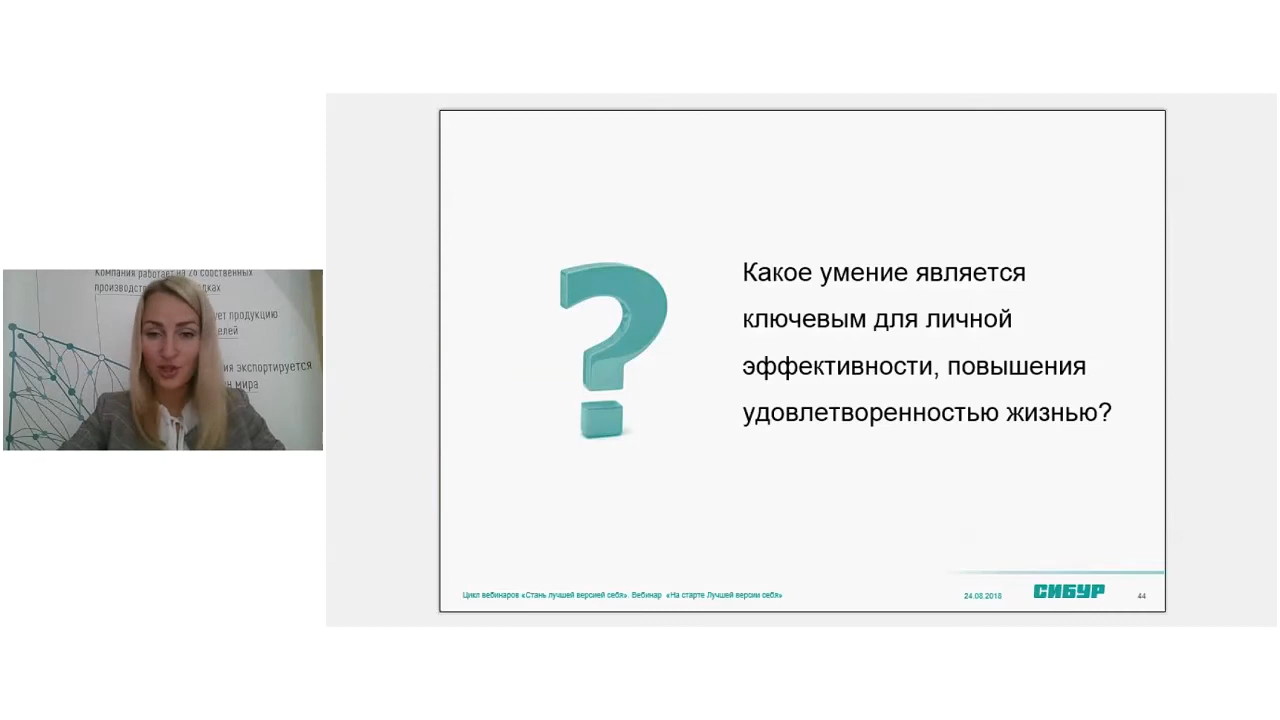 Компания работает на 26 собственных
ует продукцию
елей
ия экспортируется
н мира
?
Какое умение является
ключевым для личной
эффективности, повышения
удовлетворенностью жизнью?
Цикл вебинаров «Стань лучшей версией себя». Вебинар «На старте Лучшей версии себя»
24.08.2018
СИБУР
44